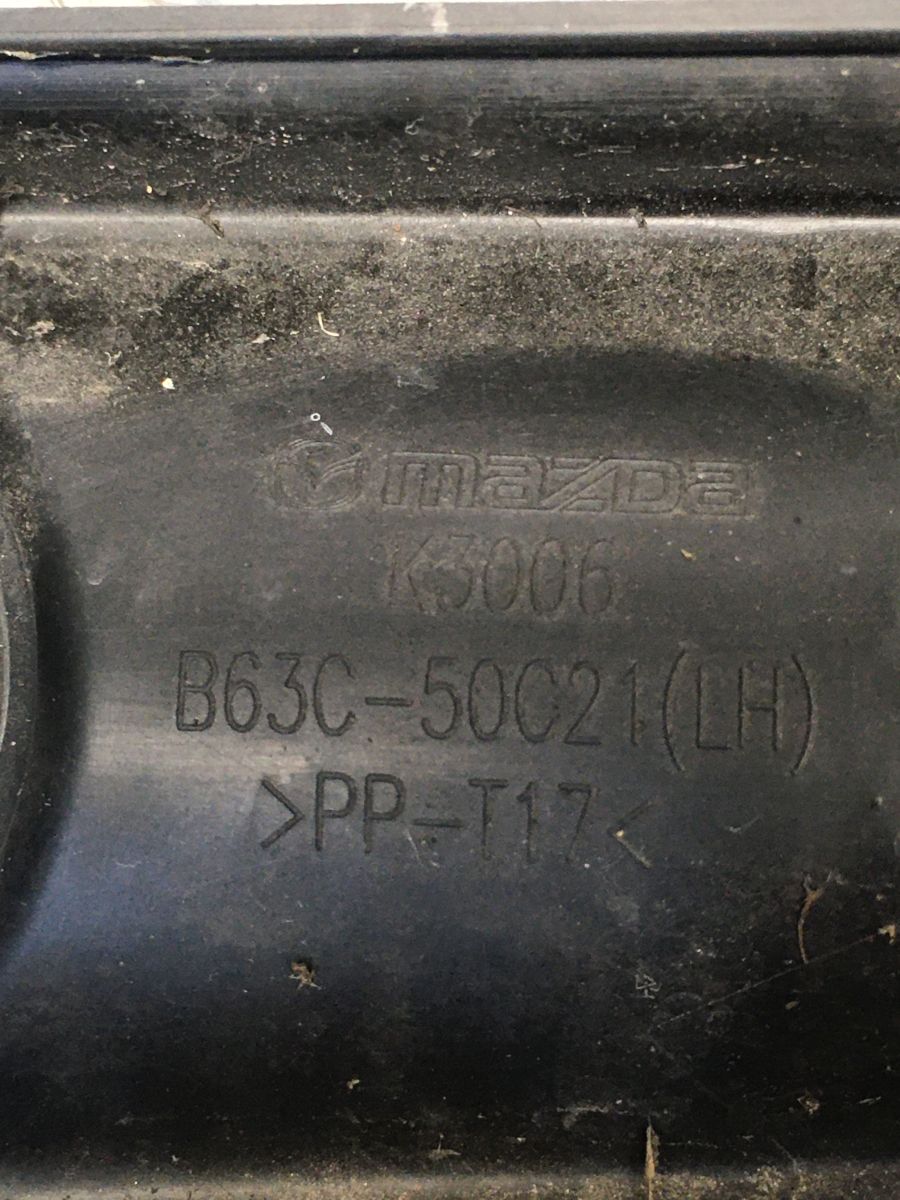 mazda
K3006
B63C-50C21(LH)
>PP-T17<